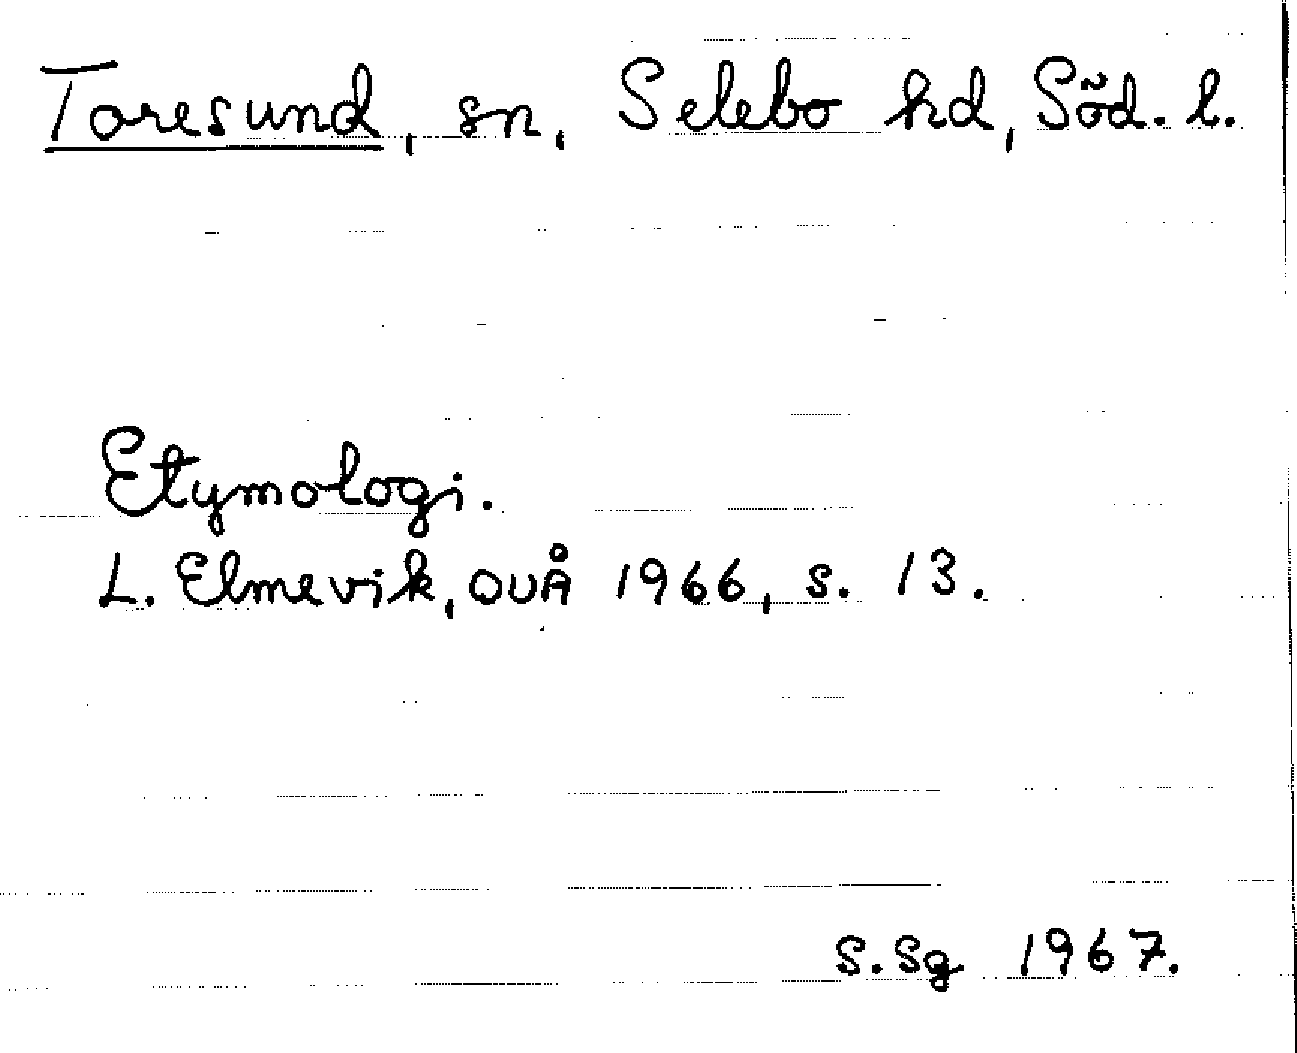 Toresund, sn, Selebo hd, Söd. l.
Etymologi.
L. Elmevik, OUÅ 1966, s. 13.
S.Sg 1967.